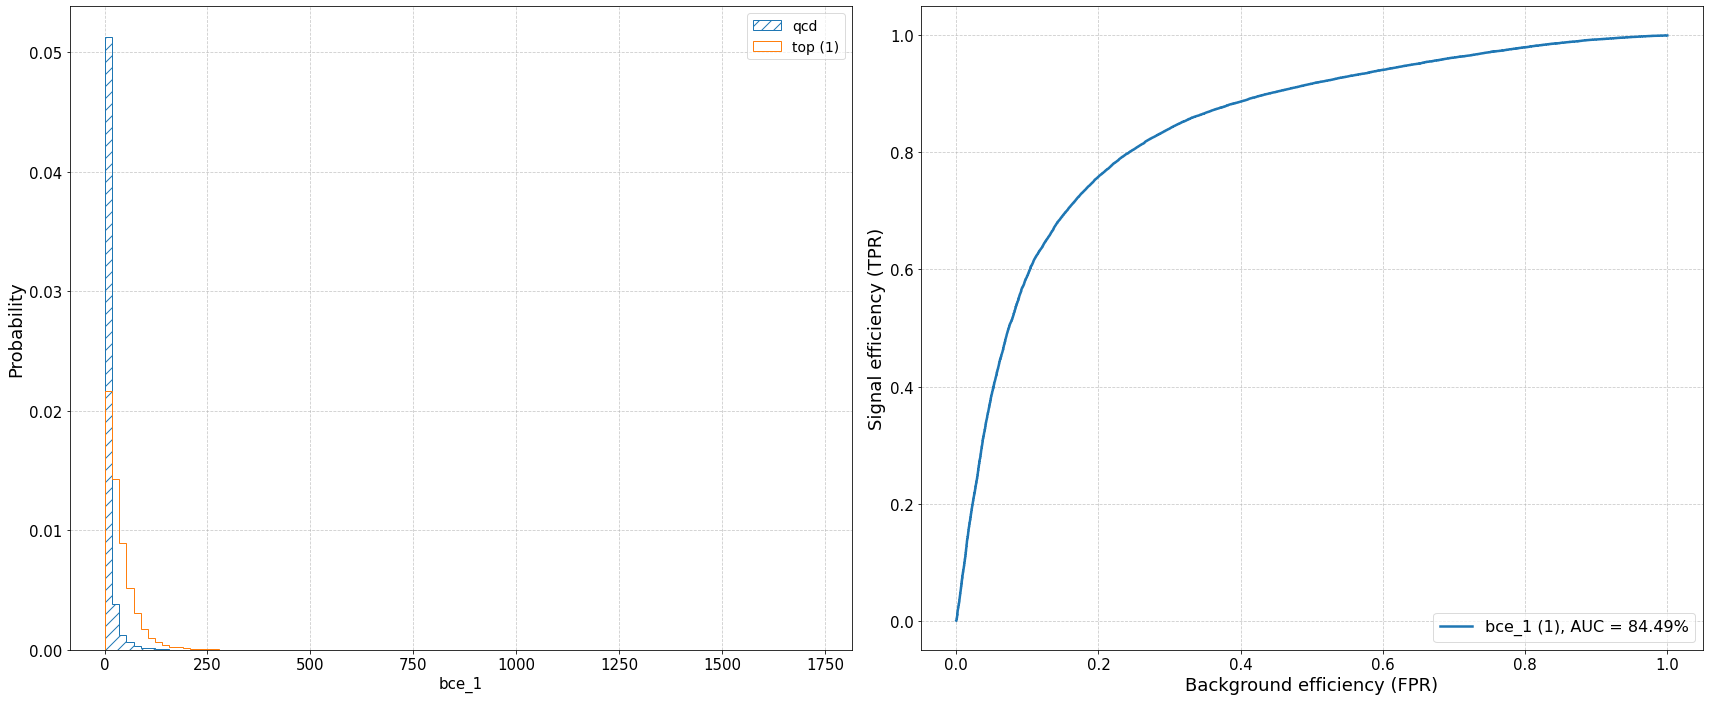 qcd
top (1)
Probability
0.05
0.04
0.03
0.02
0.01
0.00
0 250 500 750 1000 1250 1500 1750
bce_1
Signal efficiency (TPR)
1.0
0.8
0.6
0.4
0.2
0.0
bce_1 (1), AUC = 84.49%
0.0 0.2 0.4 0.6 0.8 1.0
Background efficiency (FPR)